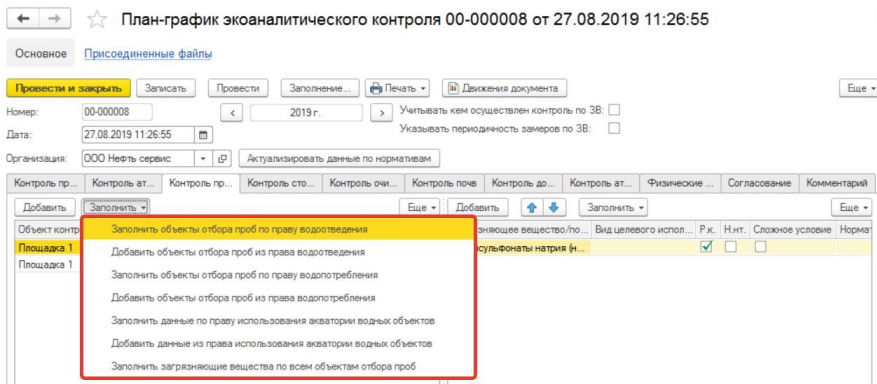 План-график экоаналитического контроля 00-000008 от 27.08.2019 11:26:55
Основное Присоединенные файлы
Провести и закрыть Записать Провести Заполнение... Печать Движения документа Еще
Номер: 00-000008 < 2019 г. > Учитывать кем осуществлен контроль по ЗВ:
Дата: 27.08.2019 11:26:55 Указывать периодичность замеров по ЗВ:
Организация: ООО Нефть сервис Актуализировать данные по нормативам
Контроль пр... Контроль ат... Контроль пр... Контроль сто... Контроль очи... Контроль почв Контроль до... Контроль ат... Физические ... Согласование Комментарий
Добавить Заполнить Еще Добавить Заполнить Еще
Объект контр зняющее вещество/по... Вид целевого испол... Р.к. Н.нт. Сложное условие Нормат
Заполнить объекты отбора проб по праву водоотведения
Площадка 1 сульфонаты натрия (н...
Добавить объекты отбора проб из права водоотведения
Площадка 1
Заполнить объекты отбора проб по праву водопотребления
Добавить объекты отбора проб из права водопотребления
Заполнить данные по праву использования акватории водных объектов
Добавить данные из права использования акватории водных объектов
Заполнить загрязняющие вещества по всем объектам отбора проб